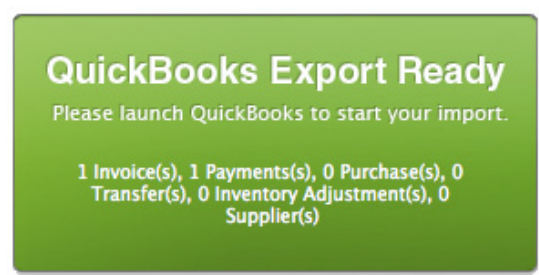 QuickBooks Export Ready
Please launch QuickBooks to start your import.
1 Invoice(s), 1 Payments(s), 0 Purchase(s), 0
Transfer(s), 0 Inventory Adjustment(s), 0
Supplier(s)